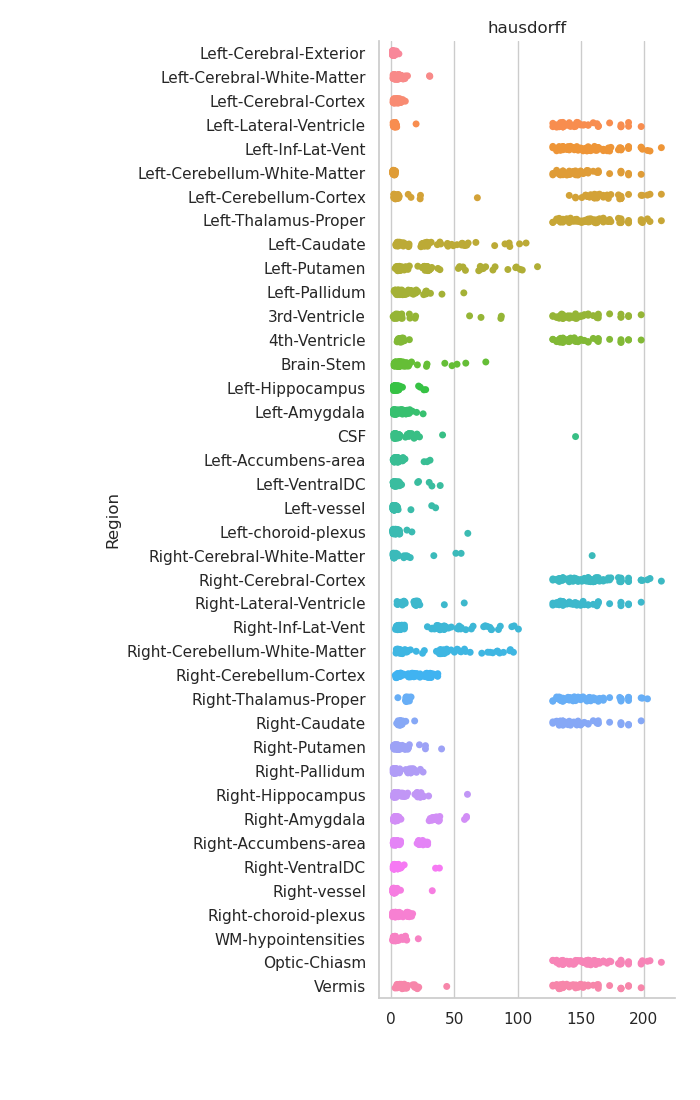 hausdorff
Left-Cerebral-Exterior
Left-Cerebral-White-Matter
Left-Cerebral-Cortex
Left-Lateral-Ventricle
Left-Inf-Lat-Vent
Left-Cerebellum-White-Matter
Left-Cerebellum-Cortex
Left-Thalamus-Proper
Left-Caudate
Left-Putamen
Left-Pallidum
3rd-Ventricle
4th-Ventricle
Brain-Stem
Left-Hippocampus
Left-Amygdala
CSF
Left-Accumbens-area
Left-VentralDC
Left-vessel
Left-choroid-plexus
Right-Cerebral-White-Matter
Right-Cerebral-Cortex
Right-Lateral-Ventricle
Right-Inf-Lat-Vent
Right-Cerebellum-White-Matter
Right-Cerebellum-Cortex
Right-Thalamus-Proper
Right-Caudate
Right-Putamen
Right-Pallidum
Right-Hippocampus
Right-Amygdala
Right-Accumbens-area
Right-VentralDC
Right-vessel
Right-choroid-plexus
WM-hypointensities
Optic-Chiasm
Vermis
Region
0 50 100 150 200